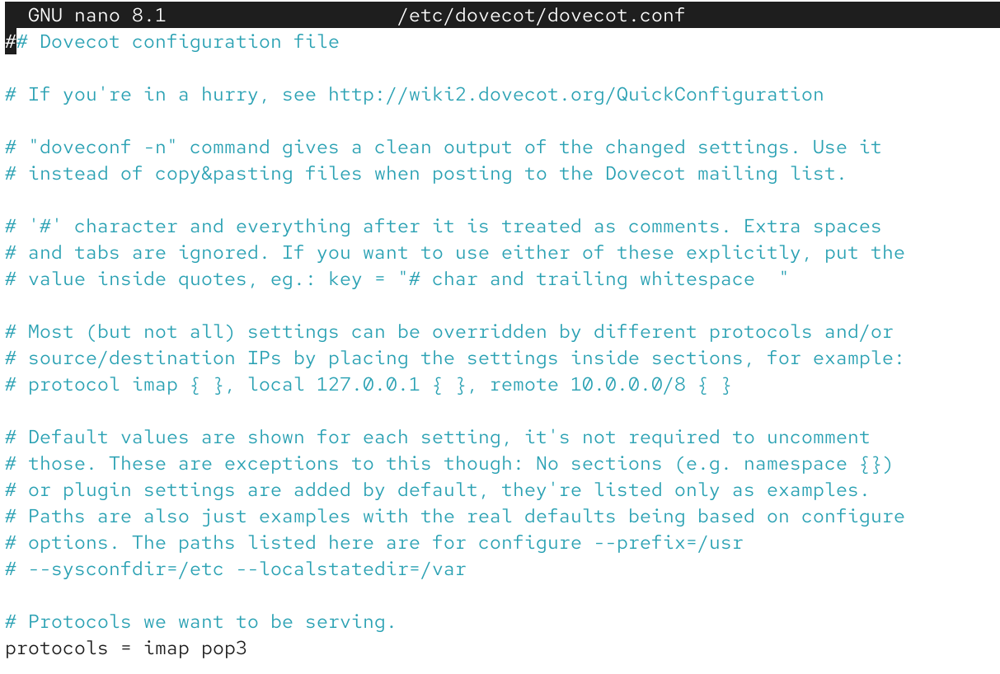 GNU nano 8.1 /etc/dovecot/dovecot.conf
## Dovecot configuration file
# If you're in a hurry, see http://wiki2.dovecot.org/QuickConfiguration
# "doveconf -n" command gives a clean output of the changed settings. Use it
# instead of copy&pasting files when posting to the Dovecot mailing list.
# '#' character and everything after it is treated as comments. Extra spaces
# and tabs are ignored. If you want to use either of these explicitly, put the
# value inside quotes, eg.: key = "# char and trailing whitespace  "
# Most (but not all) settings can be overridden by different protocols and/or
# source/destination IPs by placing the settings inside sections, for example:
# protocol imap { }, local 127.0.0.1 { }, remote 10.0.0.0/8 { }
# Default values are shown for each setting, it's not required to uncomment
# those. These are exceptions to this though: No sections (e.g. namespace {})
# or plugin settings are added by default, they're listed only as examples.
# Paths are also just examples with the real defaults being based on configure
# options. The paths listed here are for configure --prefix=/usr
# --sysconfdir=/etc --localstatedir=/var
# Protocols we want to be serving.
protocols = imap pop3